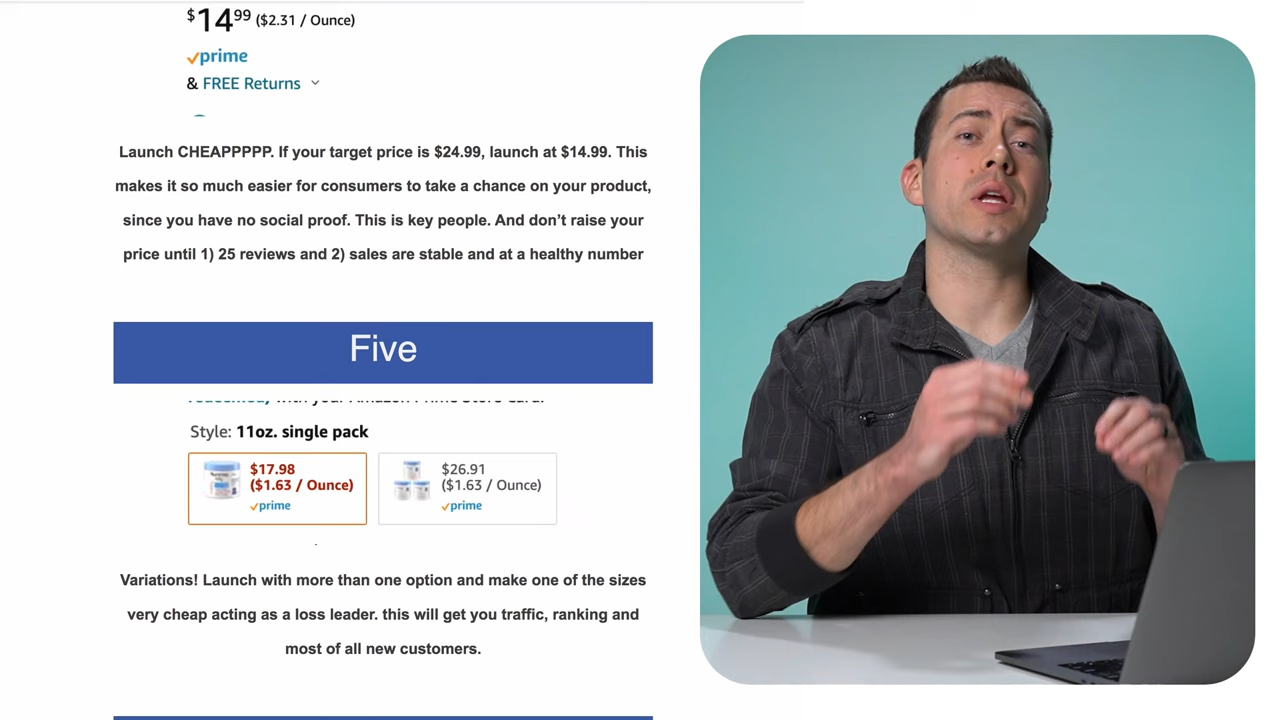 $14.99 ($2.31 / Ounce)
prime
& FREE Returns
Launch CHEAPPPPP. If your target price is $24.99, launch at $14.99. This
makes it so much easier for consumers to take a chance on your product,
since you have no social proof. This is key people. And don’t raise your
price until 1) 25 reviews and 2) sales are stable and at a healthy number
Five
Style: 11oz. single pack
$17.98
($1.63 / Ounce)
prime
$26.91
($1.63 / Ounce)
prime
Variations! Launch with more than one option and make one of the sizes
very cheap acting as a loss leader. this will get you traffic, ranking and
most of all new customers.